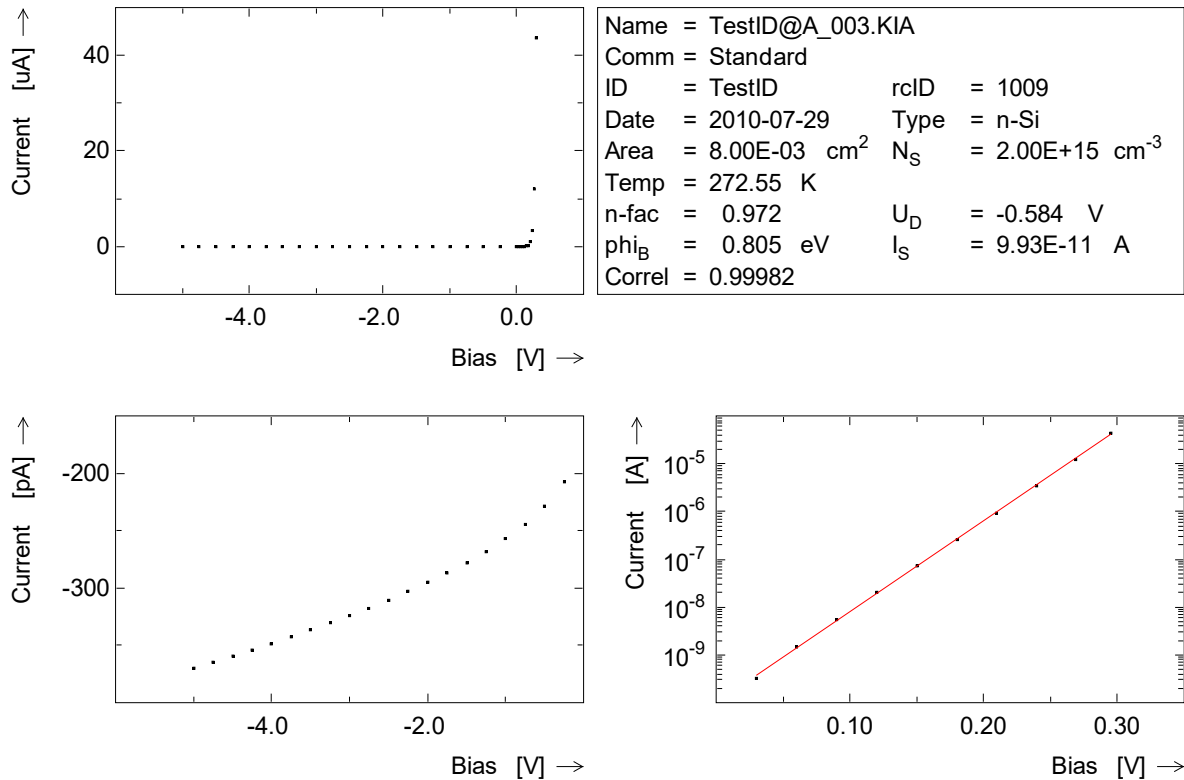 Current [uA]
40
20
0
-4.0 -2.0 0.0
Bias [V]
Name = TestID@A_003.KIA
Comm = Standard
ID = TestID rcID = 1009
Date = 2010-07-29 Type = n-Si
Area = 8.00E-03 cm² N_S = 2.00E+15 cm⁻³
Temp = 272.55 K
n-fac = 0.972 U_D = -0.584 V
phi_B = 0.805 eV I_S = 9.93E-11 A
Correl = 0.99982
Current [pA]
-200
-300
-4.0 -2.0
Bias [V]
Current [A]
10⁻⁵
10⁻⁶
10⁻⁷
10⁻⁸
10⁻⁹
0.10 0.20 0.30
Bias [V]